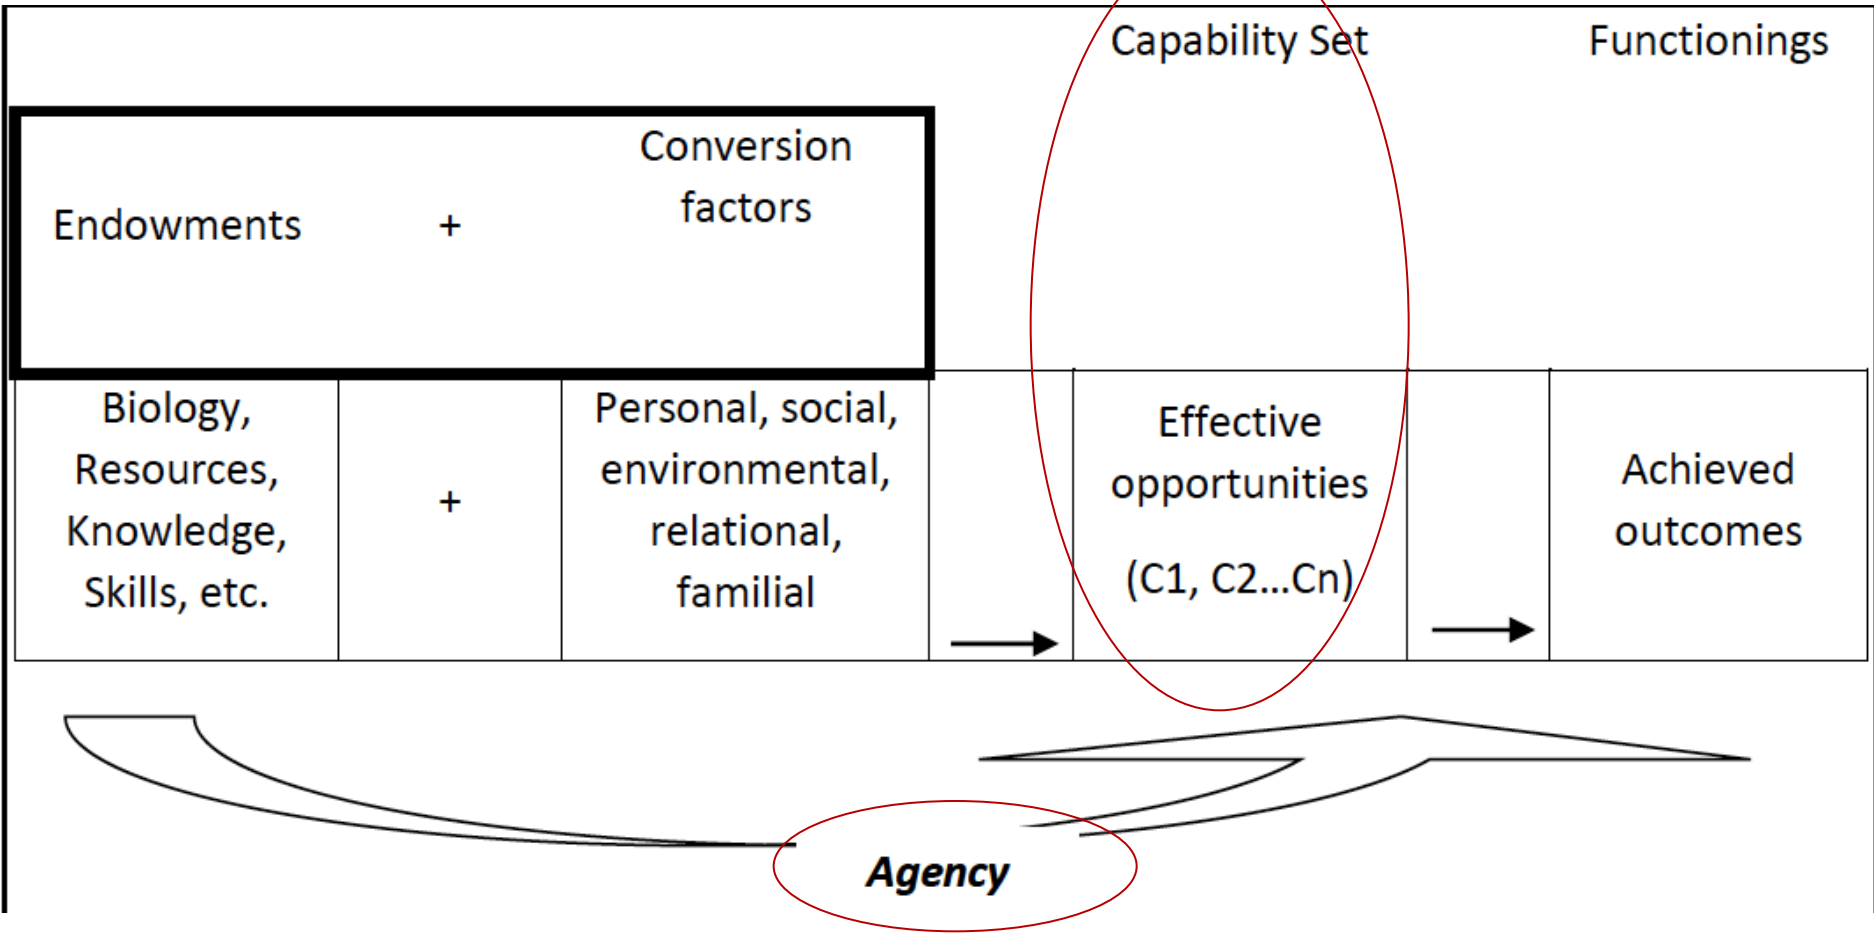 Capability Set
Functionings
Endowments
+
Conversion
factors
Biology,
Resources,
Knowledge,
Skills, etc.
+
Personal, social,
environmental,
relational,
familial
Effective
opportunities
(C1, C2...Cn)
Achieved
outcomes
Agency